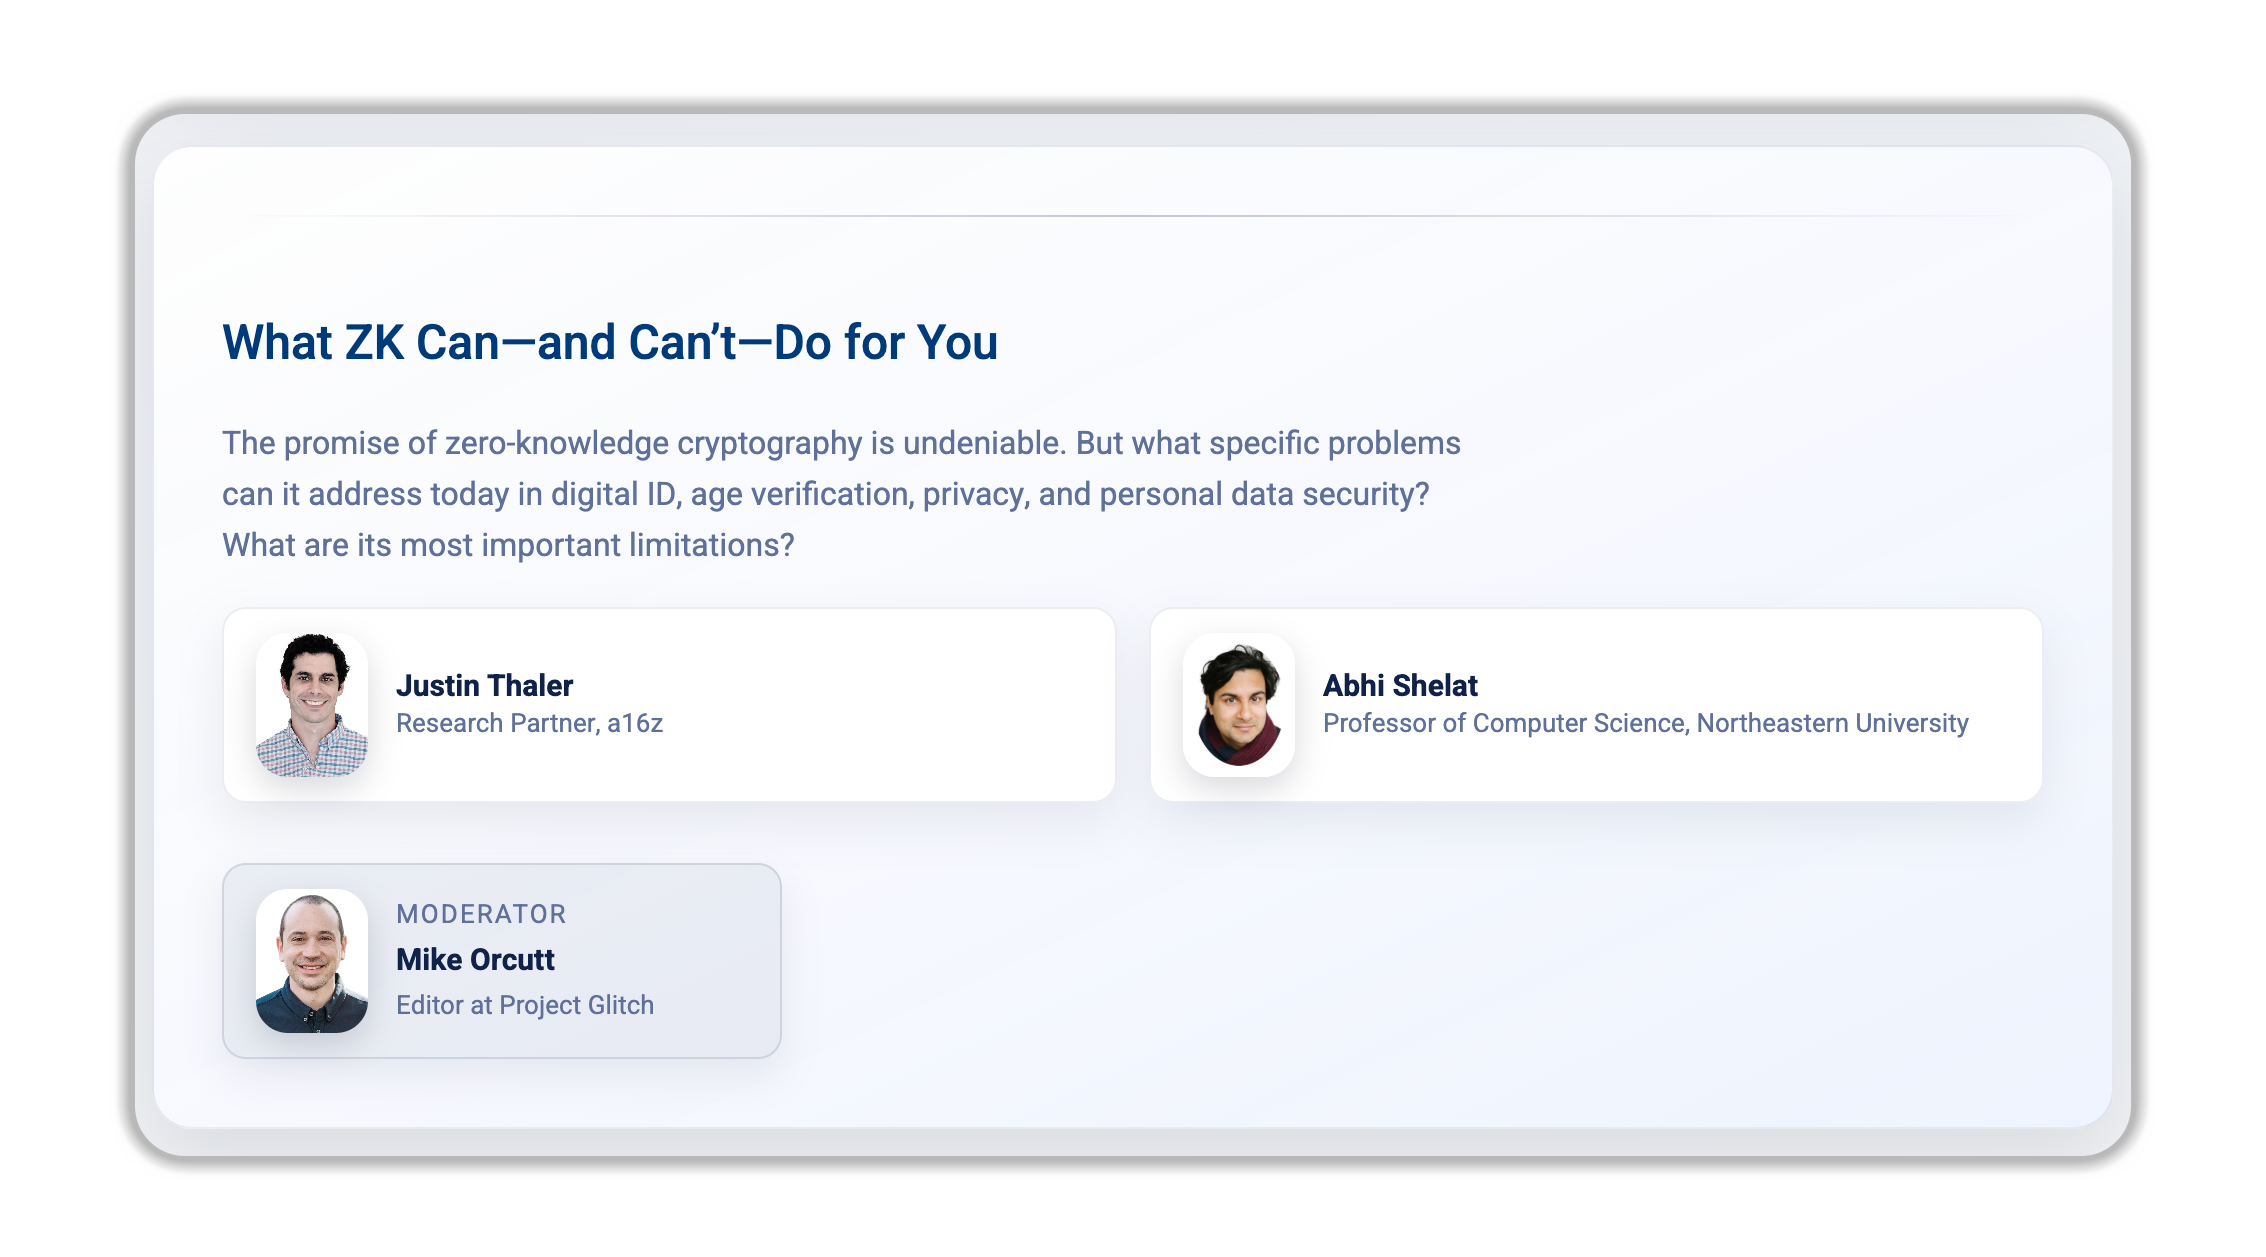 What ZK Can—and Can’t—Do for You
The promise of zero-knowledge cryptography is undeniable. But what specific problems
can it address today in digital ID, age verification, privacy, and personal data security?
What are its most important limitations?
Justin Thaler
Research Partner, a16z
Abhi Shelat
Professor of Computer Science, Northeastern University
MODERATOR
Mike Orcutt
Editor at Project Glitch